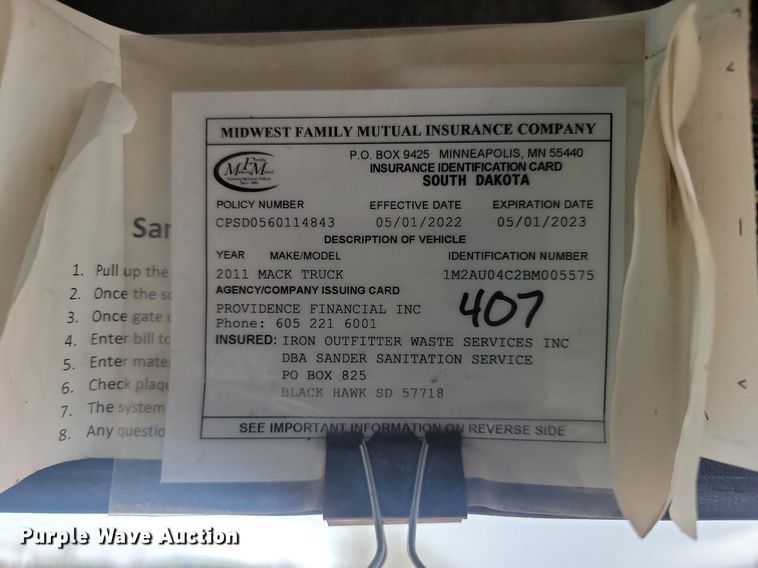 MIDWEST FAMILY MUTUAL INSURANCE COMPANY
P.O. BOX 9425 MINNEAPOLIS, MN 55440
INSURANCE IDENTIFICATION CARD
SOUTH DAKOTA
MFM
POLICY NUMBER EFFECTIVE DATE EXPIRATION DATE
CPSD0560114843 05/01/2022 05/01/2023
DESCRIPTION OF VEHICLE
YEAR MAKE/MODEL IDENTIFICATION NUMBER
2011 MACK TRUCK 1M2AU04C2BM005575
AGENCY/COMPANY ISSUING CARD
PROVIDENCE FINANCIAL INC
Phone: 605 221 6001
407
INSURED: IRON OUTFITTER WASTE SERVICES INC
DBA SANDER SANITATION SERVICE
PO BOX 825
BLACK HAWK SD 57718
SEE IMPORTANT INFORMATION ON REVERSE SIDE
San
1. Pull up the
2. Once the sc
3. Once gate
4. Enter bill to
5. Enter mate
6. Check plaqu
7. The system
8. Any questio
Purple Wave Auction